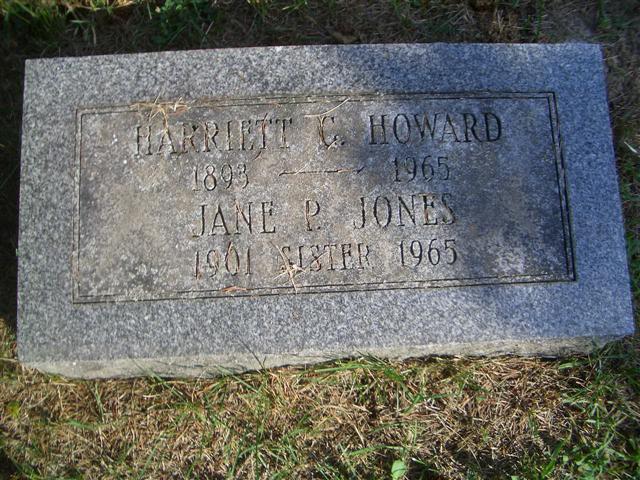 HARRIETT C. HOWARD
1893 — 1965
JANE P. JONES
1901 SISTER 1965